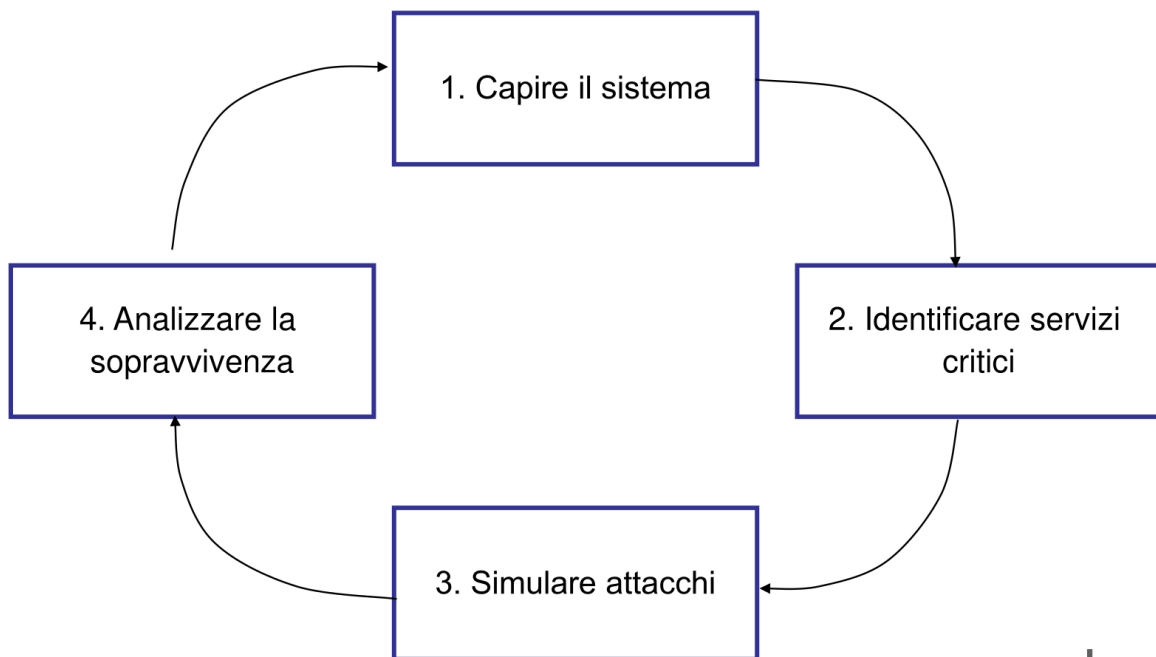 1. Capire il sistema
4. Analizzare la
sopravvivenza
2. Identificare servizi
critici
3. Simulare attacchi